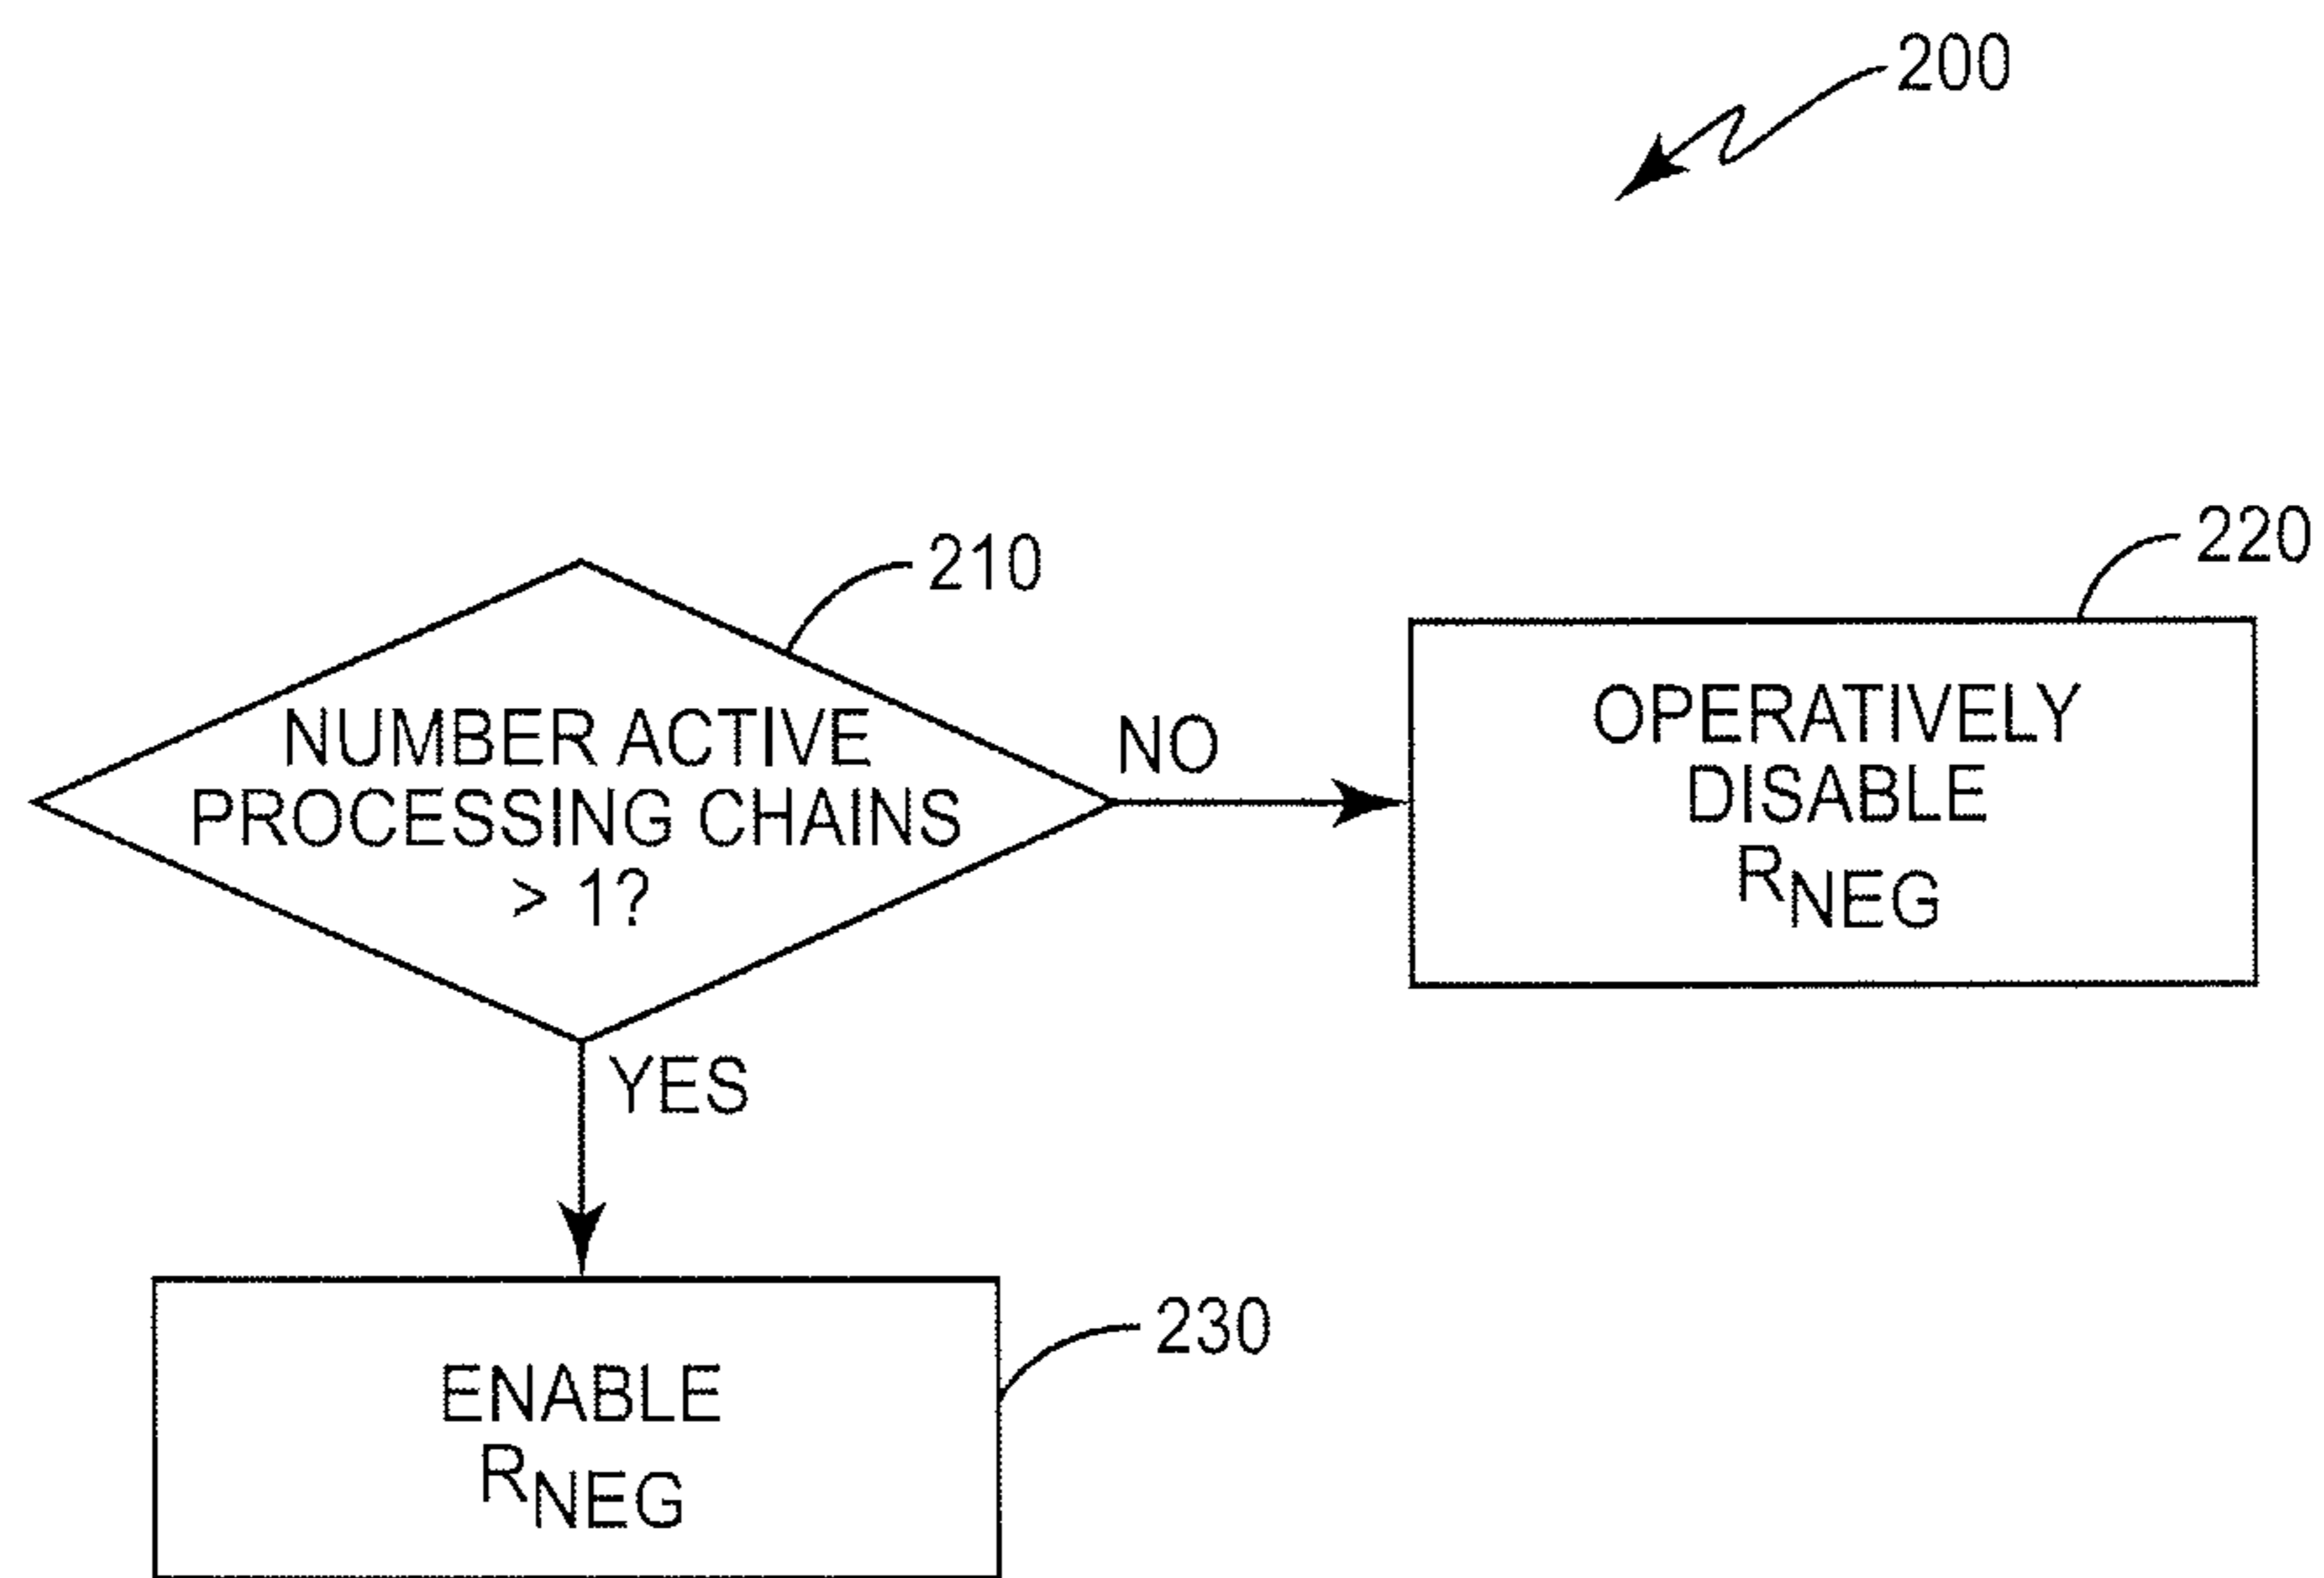 200
210
NUMBER ACTIVE
PROCESSING CHAINS
> 1?
NO
220
OPERATIVELY
DISABLE
RNEG
YES
230
ENABLE
RNEG